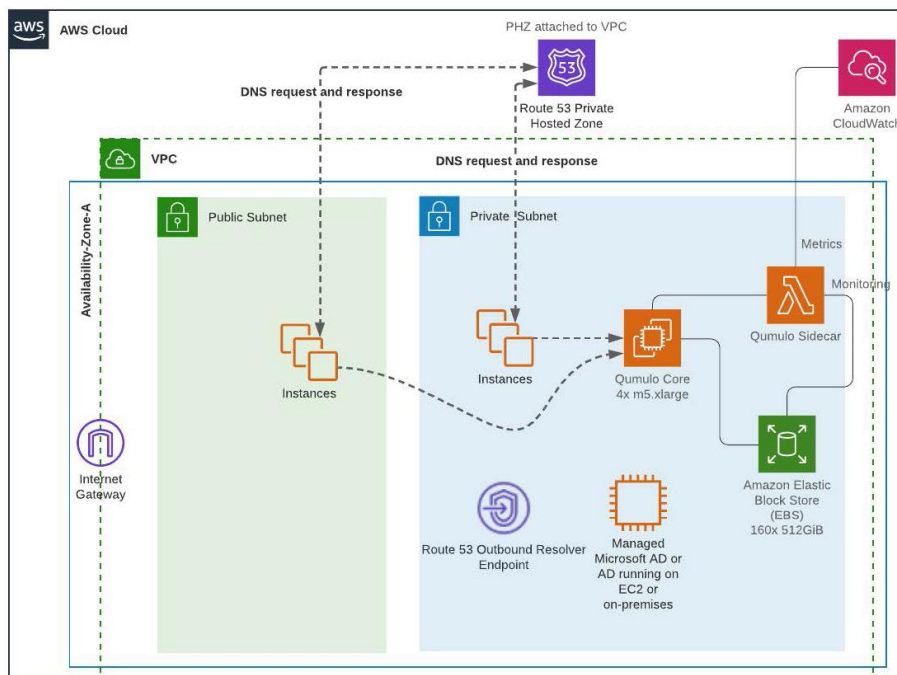 aws
AWS Cloud
PHZ attached to VPC
53
Route 53 Private
Hosted Zone
Amazon
CloudWatch
DNS request and response
DNS request and response
VPC
Availability-Zone-A
Public Subnet
Private Subnet
Metrics
Monitoring
Qumulo Sidecar
Instances
Instances
Qumulo Core
4x m5.xlarge
Internet
Gateway
Amazon Elastic
Block Store
(EBS)
160x 512GiB
Route 53 Outbound Resolver
Endpoint
Managed
Microsoft AD or
AD running on
EC2 or
on-premises